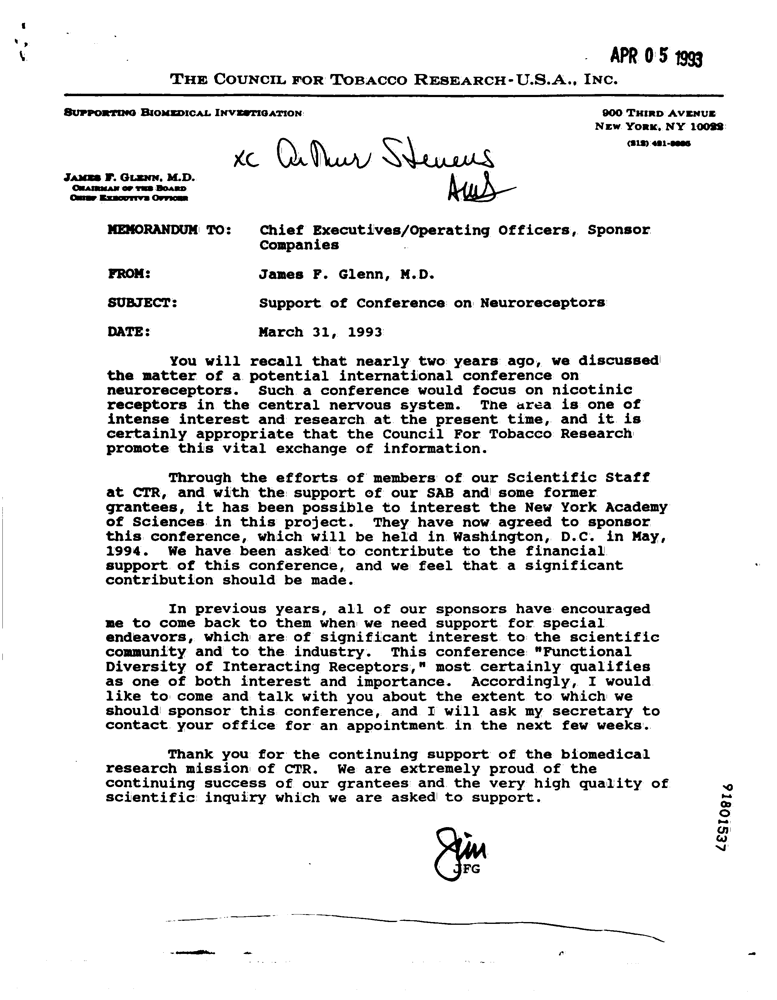 APR 05 1993
THE COUNCIL FOR TOBACCO RESEARCH-U.S.A., INC.
SUPPORTING BIOMEDICAL INVESTIGATION
900 THIRD AVENUE
NEW YORK, NY 10022
xc Arthur Stevens
JAMES F. GLENN, M.D.
CHAIRMAN OF THE BOARD
CHIEF EXECUTIVE OFFICER
MEMORANDUM TO: Chief Executives/Operating Officers, Sponsor
Companies
FROM: James F. Glenn, M.D.
SUBJECT: Support of Conference on Neuroreceptors
DATE: March 31, 1993
You will recall that nearly two years ago, we discussed
the matter of a potential international conference on
neuroreceptors. Such a conference would focus on nicotinic
receptors in the central nervous system. The area is one of
intense interest and research at the present time, and it is
certainly appropriate that the Council For Tobacco Research
promote this vital exchange of information.
Through the efforts of members of our Scientific Staff
at CTR, and with the support of our SAB and some former
grantees, it has been possible to interest the New York Academy
of Sciences in this project. They have now agreed to sponsor
this conference, which will be held in Washington, D.C. in May,
1994. We have been asked to contribute to the financial
support of this conference, and we feel that a significant
contribution should be made.
In previous years, all of our sponsors have encouraged
me to come back to them when we need support for special
endeavors, which are of significant interest to the scientific
community and to the industry. This conference "Functional
Diversity of Interacting Receptors," most certainly qualifies
as one of both interest and importance. Accordingly, I would
like to come and talk with you about the extent to which we
should sponsor this conference, and I will ask my secretary to
contact your office for an appointment in the next few weeks.
Thank you for the continuing support of the biomedical
research mission of CTR. We are extremely proud of the
continuing success of our grantees and the very high quality of
scientific inquiry which we are asked to support.
Jim
JFG
91801537